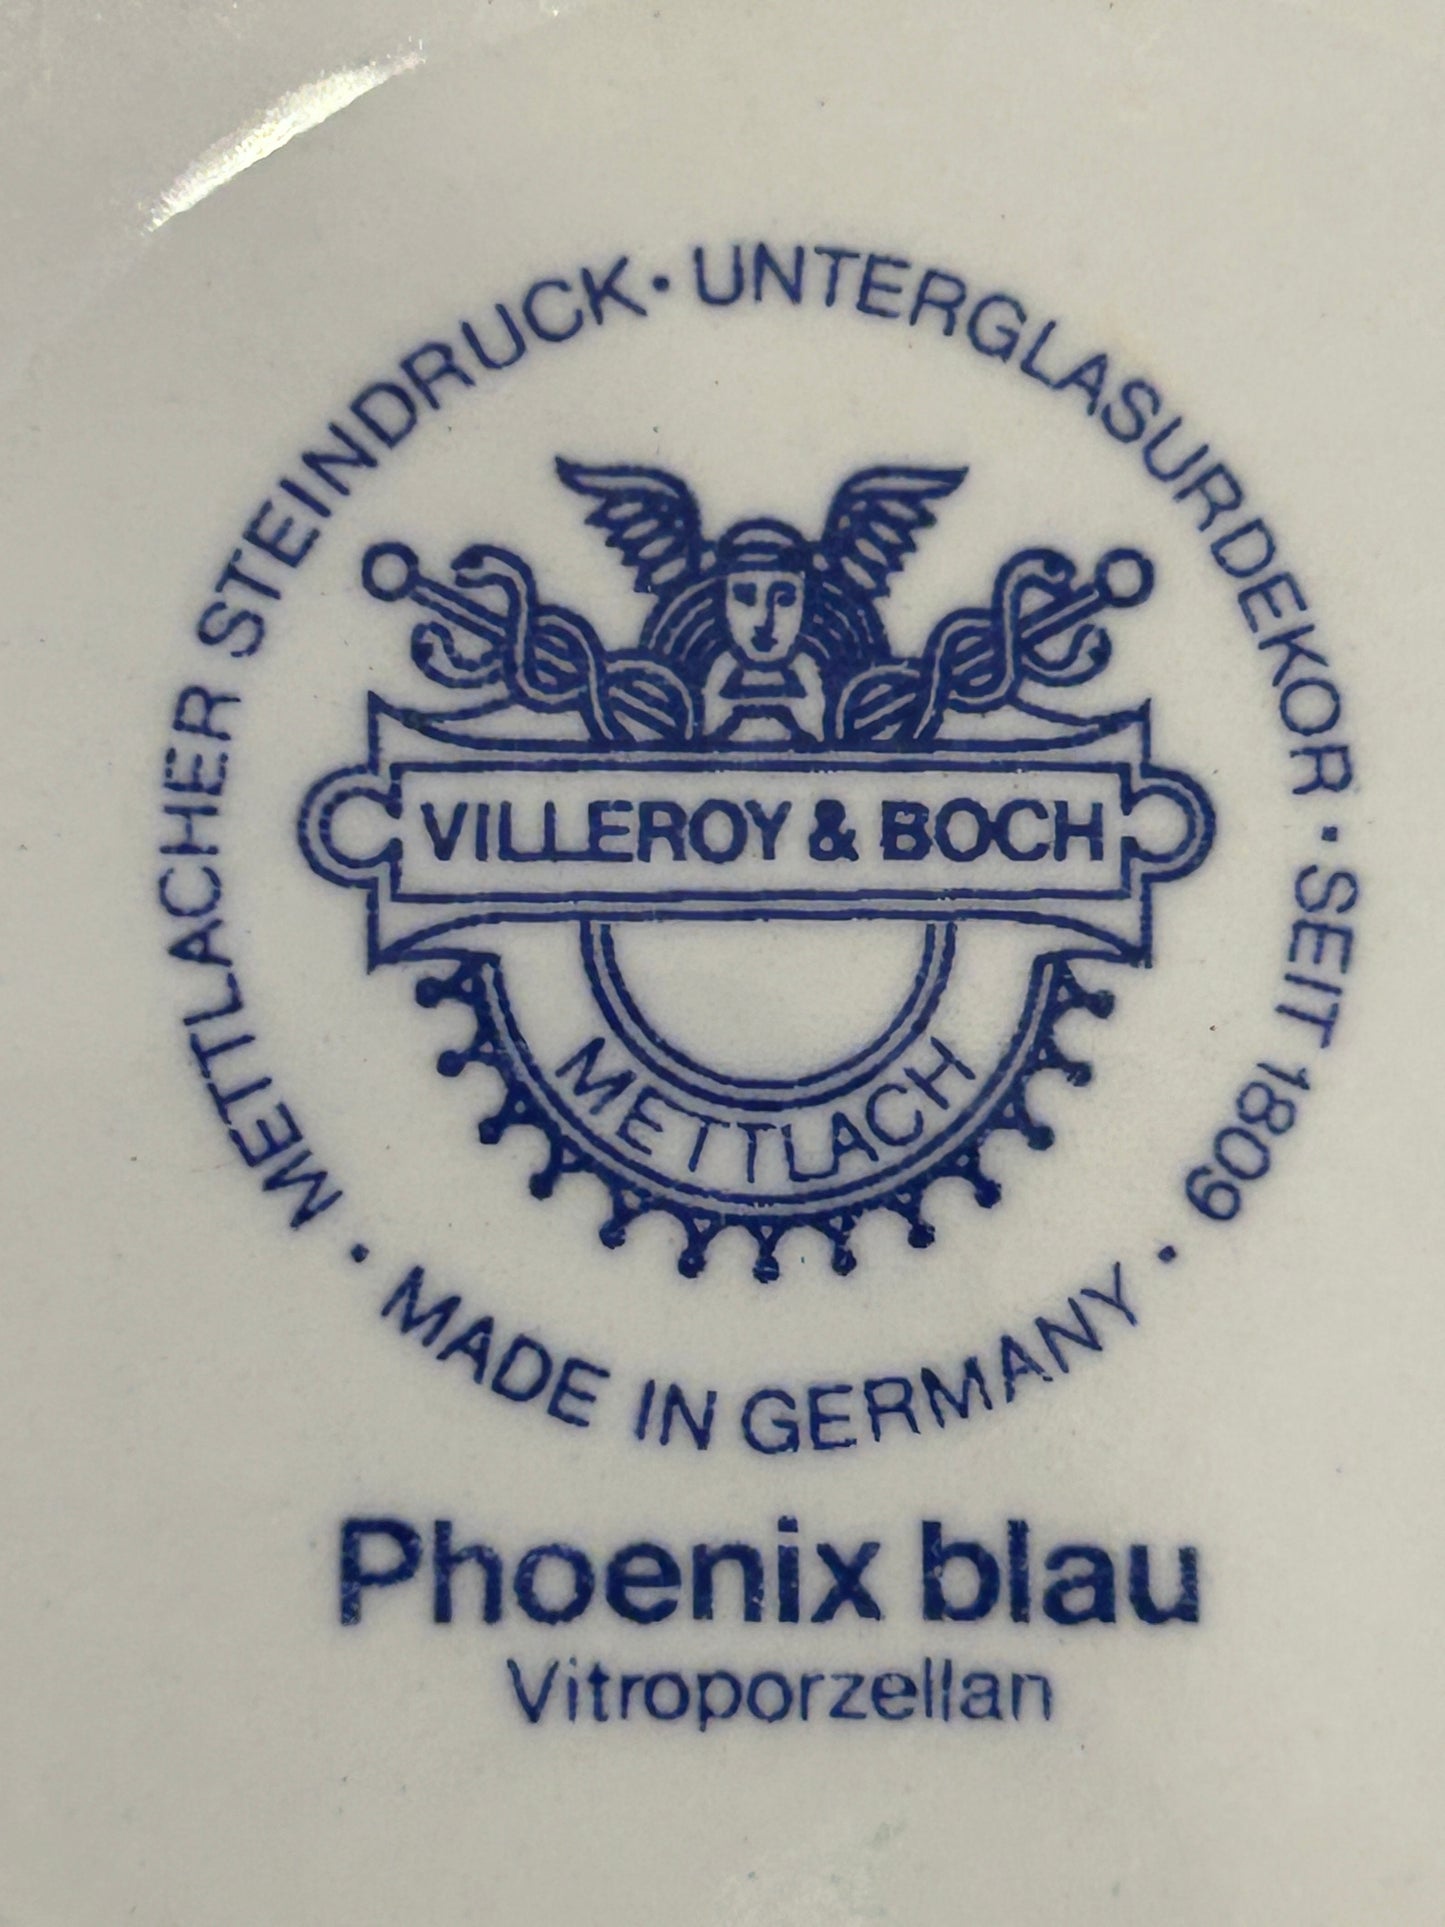 METTLACHER STEINDRUCK · UNTERGLASURDEKOR · SEIT 1809 ·
VILLEROY & BOCH
METTLACH
MADE IN GERMANY ·
Phoenix blau
Vitroporzellan